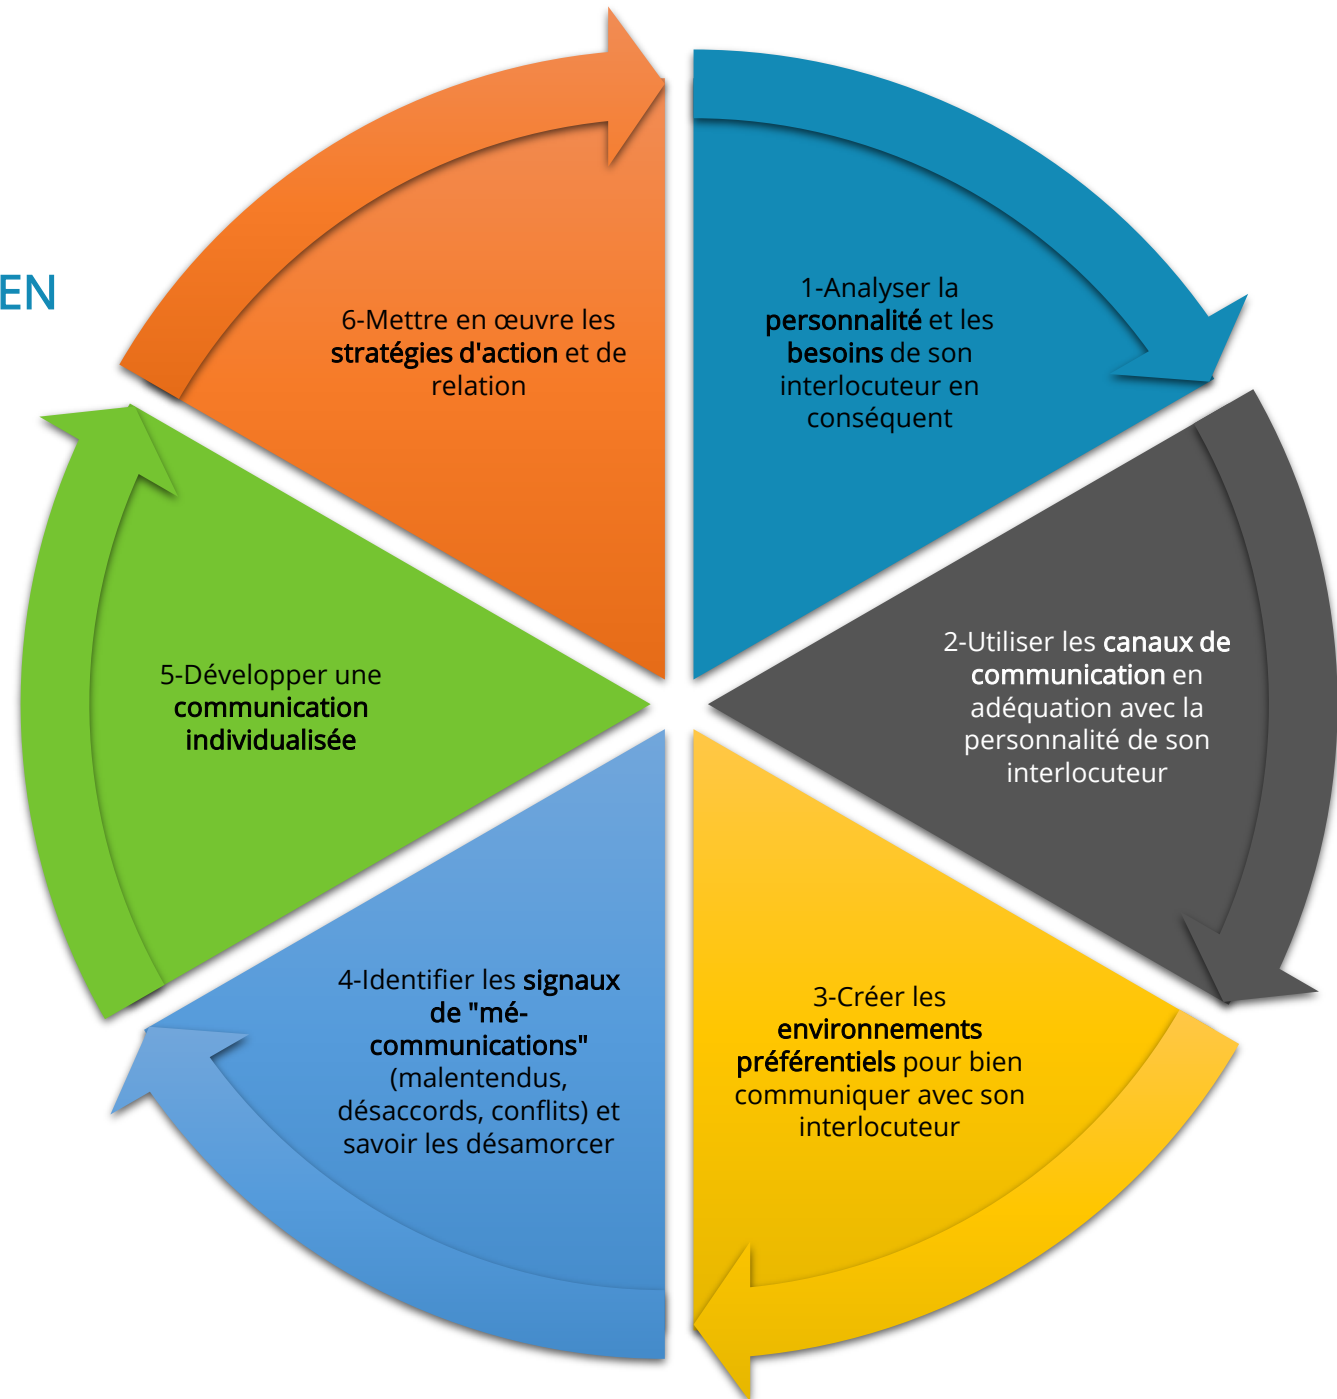 EN
1-Analyser la
personnalité et les
besoins de son
interlocuteur en
conséquent
2-Utiliser les canaux de
communication en
adéquation avec la
personnalité de son
interlocuteur
3-Créer les
environnements
préférentiels pour bien
communiquer avec son
interlocuteur
4-Identifier les signaux
de "mé-
communications"
(malentendus,
désaccords, conflits) et
savoir les désamorcer
5-Développer une
communication
individualisée
6-Mettre en œuvre les
stratégies d'action et de
relation